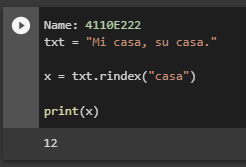 Name: 4110E222
txt = "Mi casa, su casa."
x = txt.rindex("casa")
print(x)
12